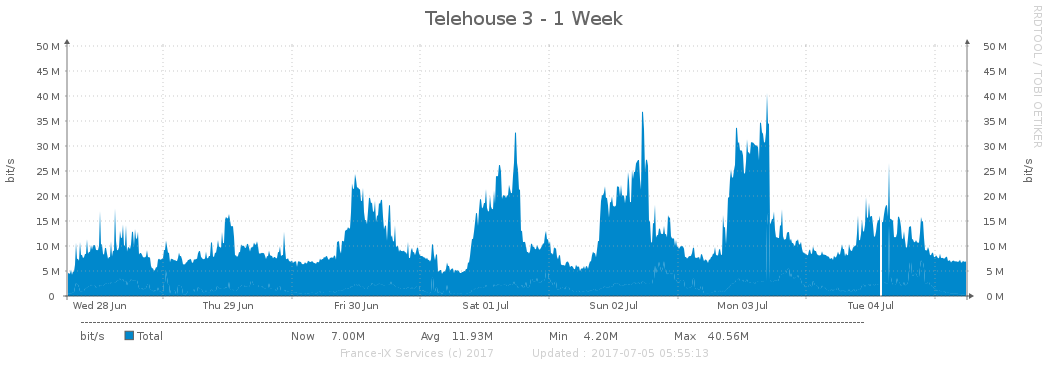 Telehouse 3 - 1 Week
RRDTOOL / TOBI OETIKER
bit/s
50 M
45 M
40 M
35 M
30 M
25 M
20 M
15 M
10 M
5 M
0
50 M
45 M
40 M
35 M
30 M
25 M
20 M
15 M
10 M
5 M
0 M
bit/s
Wed 28 Jun Thu 29 Jun Fri 30 Jun Sat 01 Jul Sun 02 Jul Mon 03 Jul Tue 04 Jul
bit/s Total Now 7.00M Avg 11.93M Min 4.20M Max 40.56M
France-IX Services (c) 2017 Updated : 2017-07-05 05:55:13